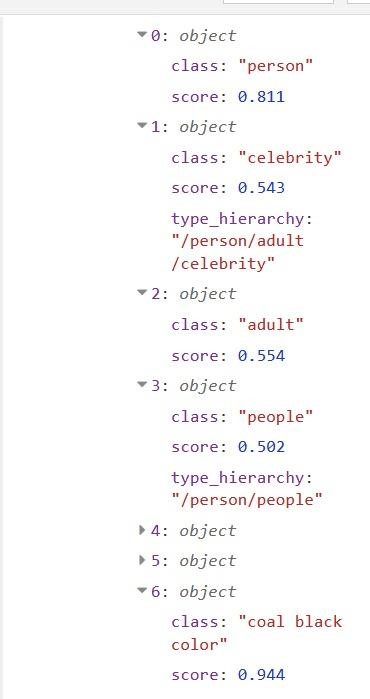 0: object
class: "person"
score: 0.811
1: object
class: "celebrity"
score: 0.543
type_hierarchy:
"/person/adult
/celebrity"
2: object
class: "adult"
score: 0.554
3: object
class: "people"
score: 0.502
type_hierarchy:
"/person/people"
4: object
5: object
6: object
class: "coal black
color"
score: 0.944